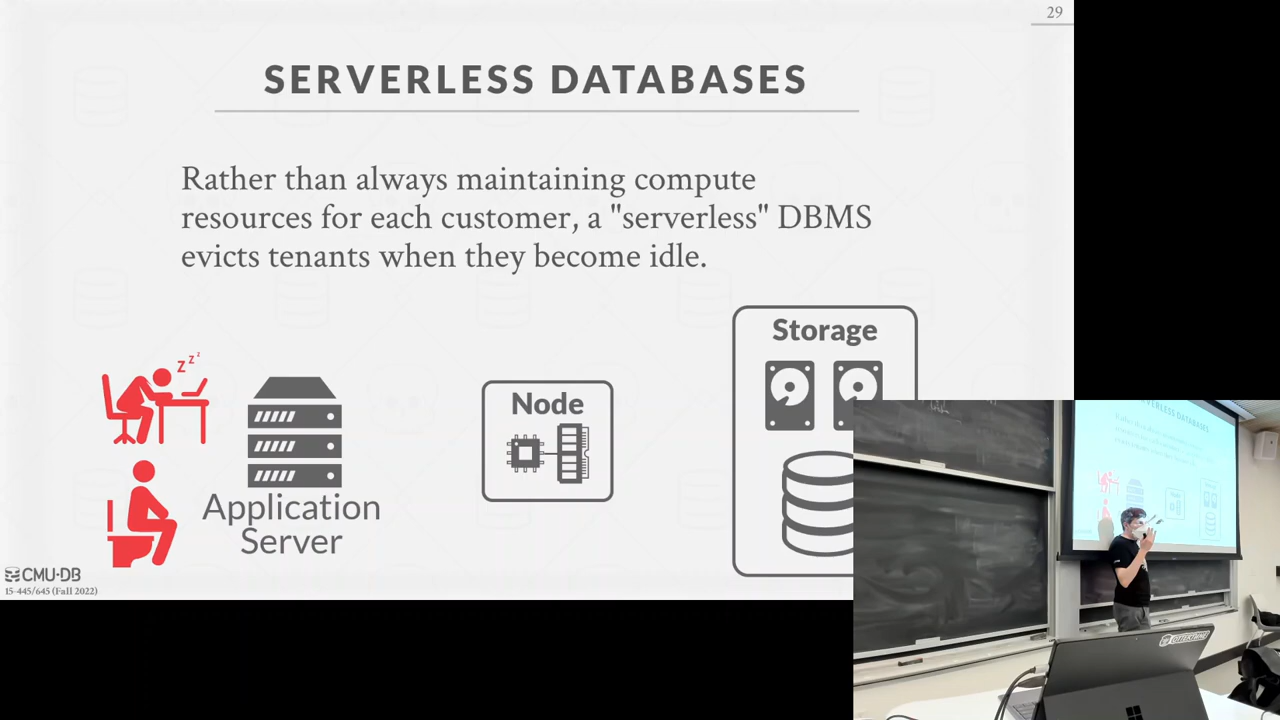 29
SERVERLESS DATABASES
Rather than always maintaining compute
resources for each customer, a "serverless" DBMS
evicts tenants when they become idle.
Storage
Node
z z z
Application
Server
CMU·DB
15-445/645 (Fall 2022)